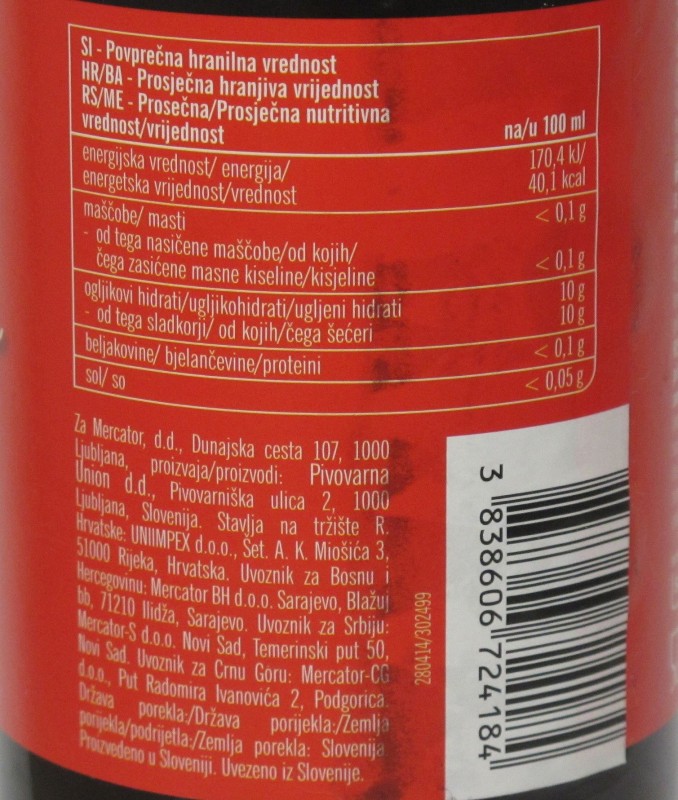 SI - Povprečna hranilna vrednost
HR/BA - Prosječna hranjiva vrijednost
RS/ME - Prosečna/Prosječna nutritivna
vrednost/vrijednost na/u 100 ml
energijska vrednost/ energija/ 170,4 kJ/
energetska vrijednost/vrednost 40,1 kcal
maščobe/ masti < 0,1 g
- od tega nasičene maščobe/od kojih/
čega zasićene masne kiseline/kisjeline < 0,1 g
ogljikovi hidrati/ugljikohidrati/ugljeni hidrati 10 g
- od tega sladkorji/ od kojih/čega šećeri 10 g
beljakovine/ bjelančevine/proteini < 0,1 g
sol/ so < 0,05 g
Za Mercator, d.d., Dunajska cesta 107, 1000
Ljubljana, proizvaja/proizvodi: Pivovarna
Union d.d., Pivovarniška ulica 2, 1000
Ljubljana, Slovenija. Stavlja na tržište R.
Hrvatske: UNIIMPEX d.o.o., Šet. A. K. Miošića 3,
51000 Rijeka, Hrvatska. Uvoznik za Bosnu i
Hercegovinu: Mercator BH d.o.o. Sarajevo, Blažuj
bb, 71210 Ilidža, Sarajevo. Uvoznik za Srbiju:
Mercator-S d.o.o. Novi Sad, Temerinski put 50,
Novi Sad. Uvoznik za Crnu Goru: Mercator-CG
d.o.o., Put Radomira Ivanovića 2, Podgorica.
Država porekla:/Država porijekla:/Zemlja
porijekla/podrijetla:/Zemlja porekla: Slovenija
Proizvedeno u Sloveniji. Uvezeno iz Slovenije.
280414/302499
3 838606 724184